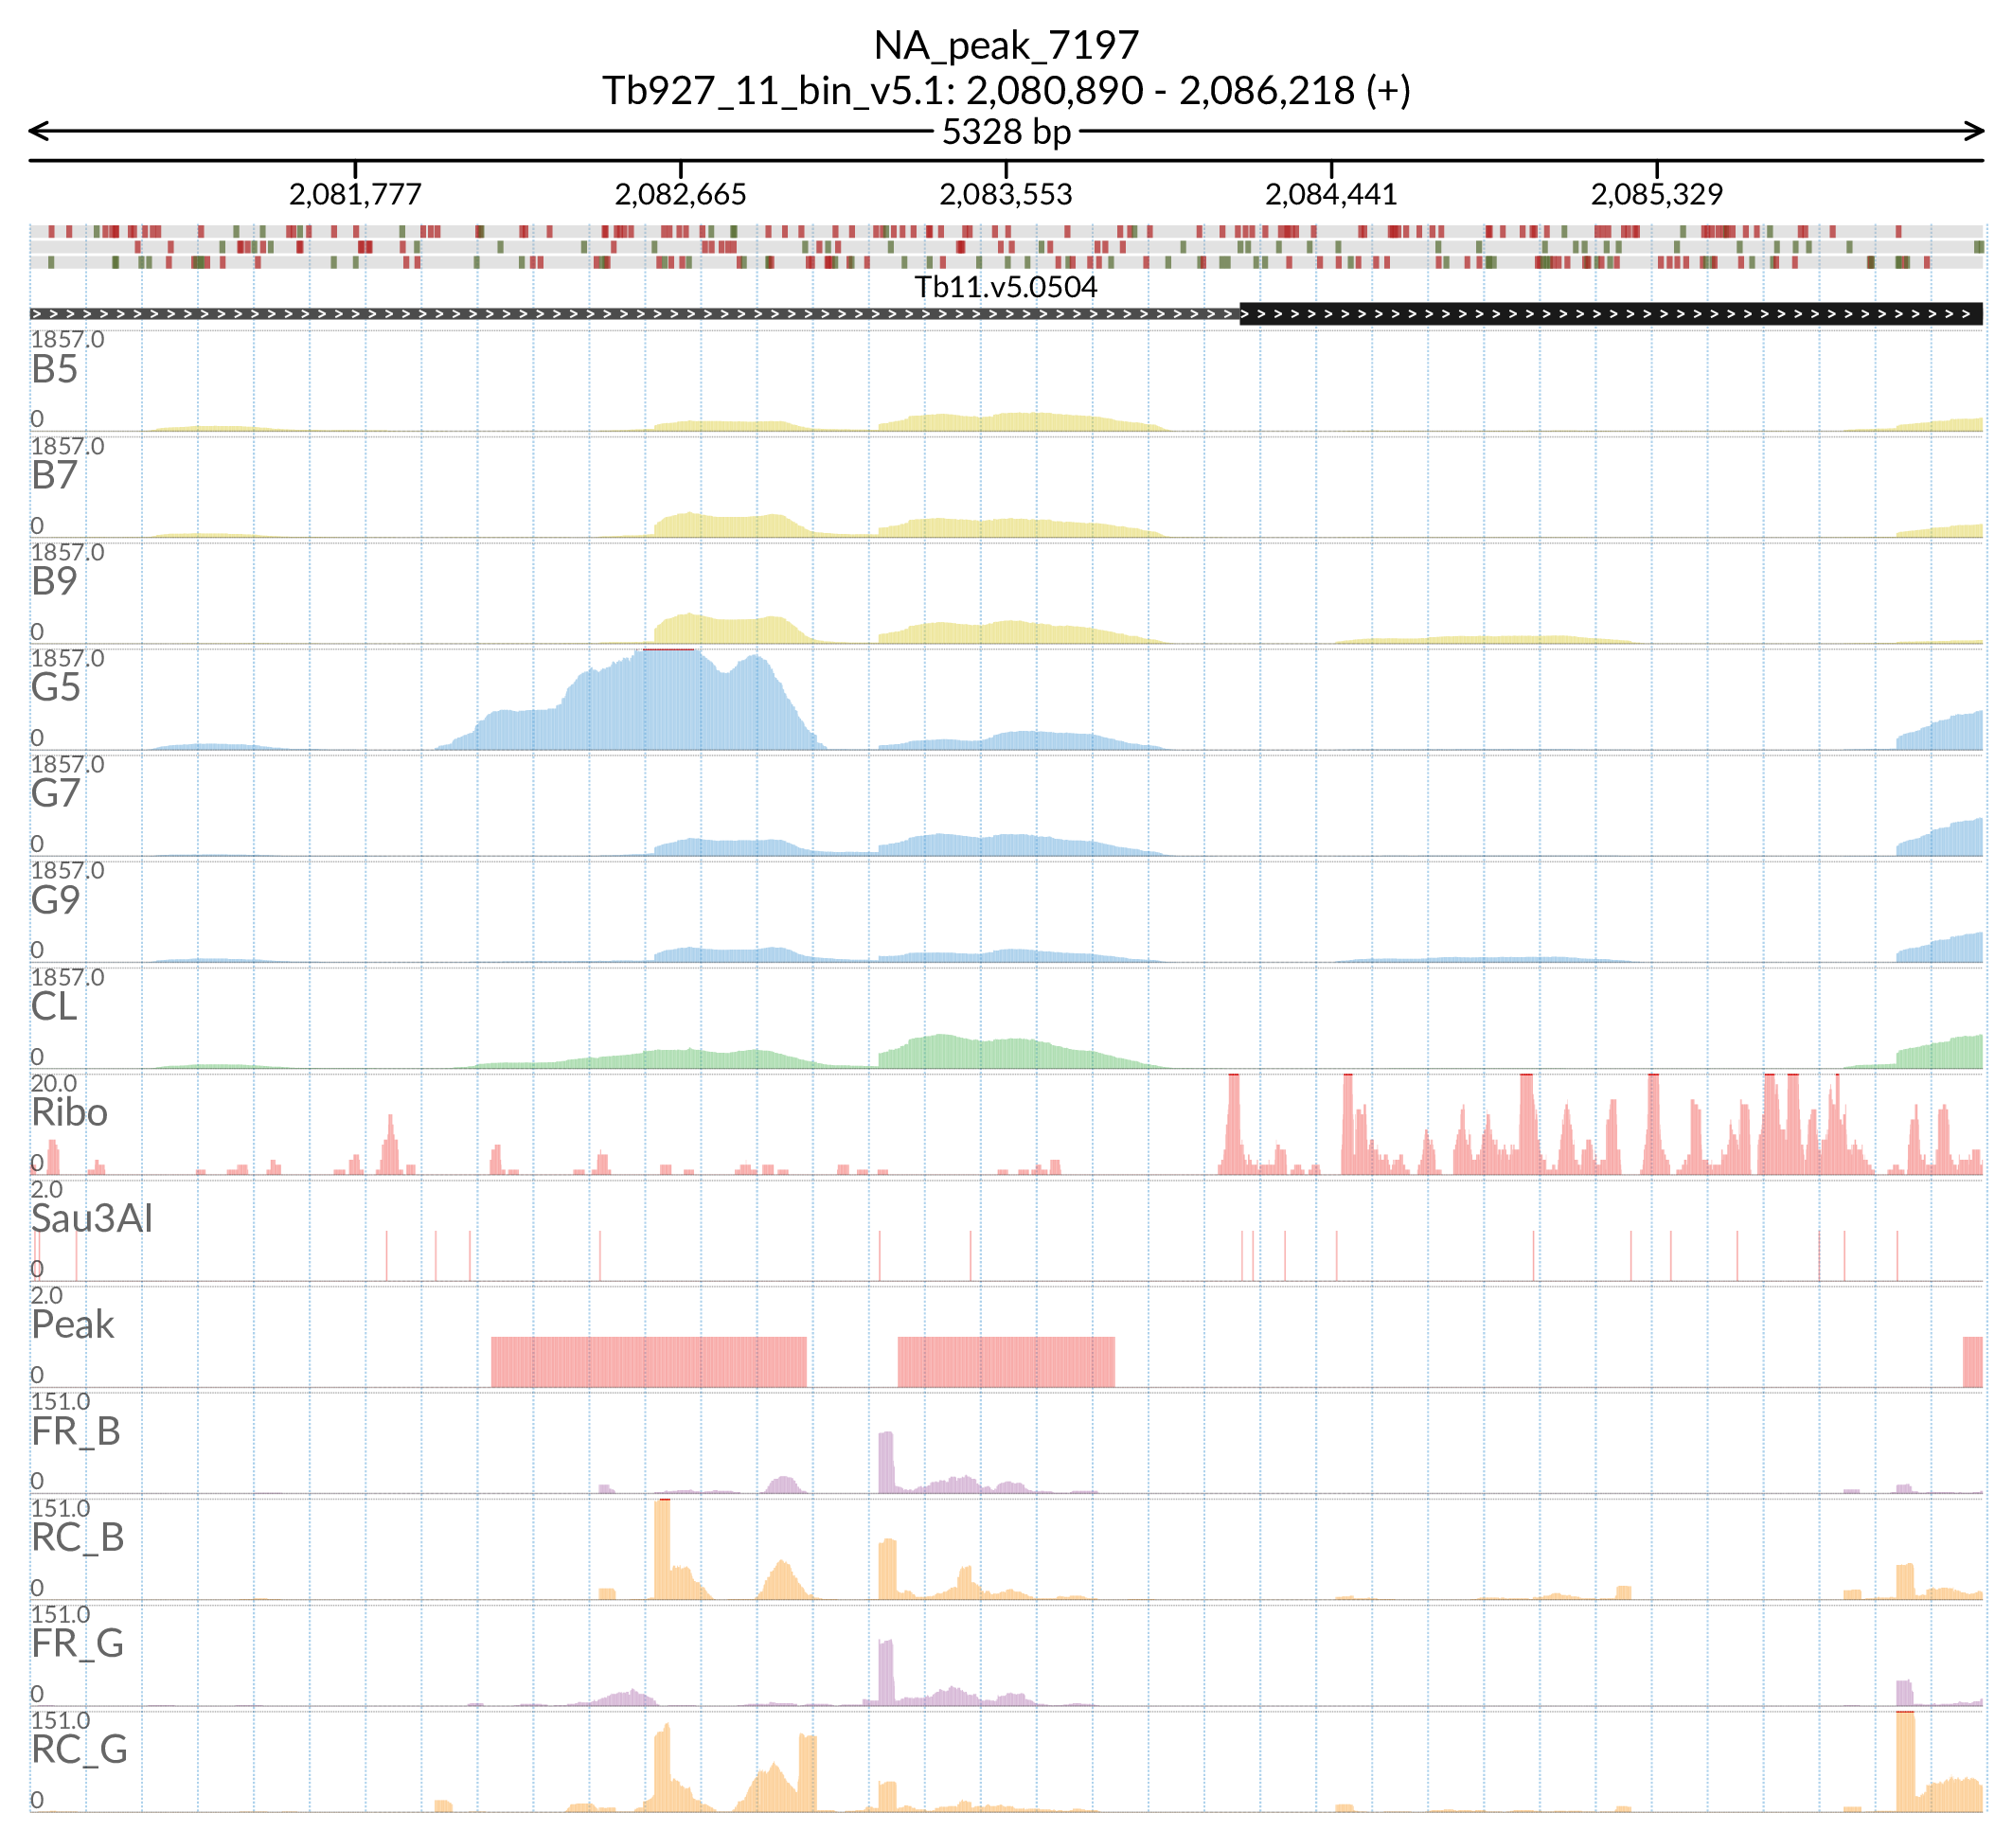 NA_peak_7197
Tb927_11_bin_v5.1: 2,080,890 - 2,086,218 (+)
5328 bp
2,081,777 2,082,665 2,083,553 2,084,441 2,085,329
Tb11.v5.0504
1857.0
B5
0
1857.0
B7
0
1857.0
B9
0
1857.0
G5
0
1857.0
G7
0
1857.0
G9
0
1857.0
CL
0
20.0
Ribo
0
2.0
Sau3AI
0
2.0
Peak
0
151.0
FR_B
0
151.0
RC_B
0
151.0
FR_G
0
151.0
RC_G
0